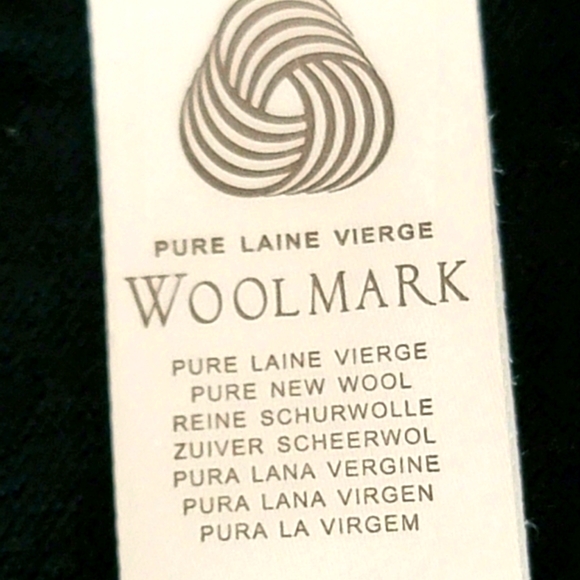 PURE LAINE VIERGE
WOOLMARK
PURE LAINE VIERGE
PURE NEW WOOL
REINE SCHURWOLLE
ZUIVER SCHEERWOL
PURA LANA VERGINE
PURA LANA VIRGEN
PURA LA VIRGEM